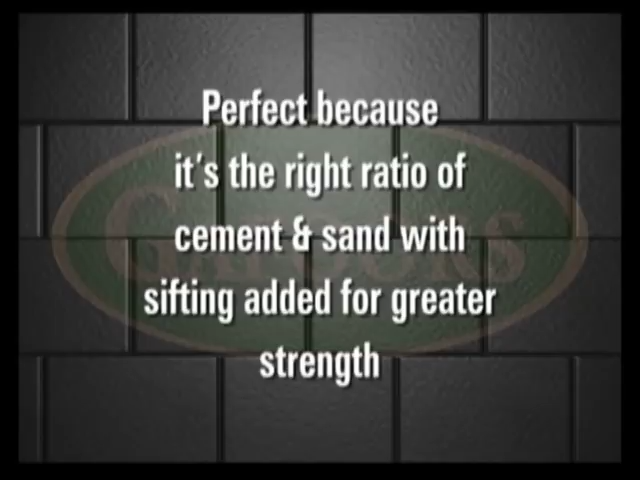 Perfect because
it's the right ratio of
cement & sand with
sifting added for greater
strength